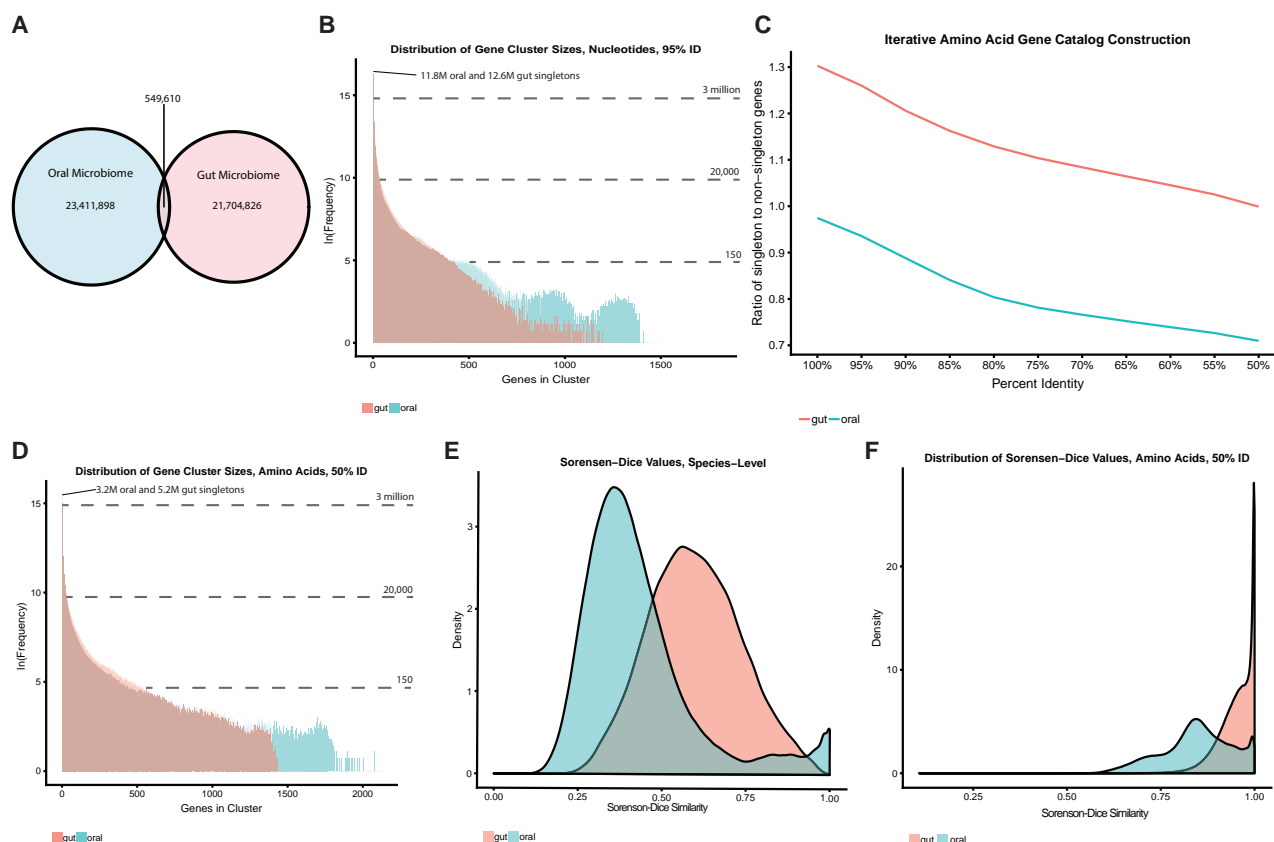 A
549,610
Oral Microbiome
Gut Microbiome
23,411,898
21,704,826
B
Distribution of Gene Cluster Sizes, Nucleotides, 95% ID
11.8M oral and 12.6M gut singletons
3 million
20,000
150
ln(Frequency)
15
10
5
0
0 500 1000 1500
Genes in Cluster
gut oral
C
Iterative Amino Acid Gene Catalog Construction
Ratio of singleton to non−singleton genes
1.3
1.2
1.1
1.0
0.9
0.8
0.7
100% 95% 90% 85% 80% 75% 70% 65% 60% 55% 50%
Percent Identity
gut oral
D
Distribution of Gene Cluster Sizes, Amino Acids, 50% ID
3.2M oral and 5.2M gut singletons
3 million
20,000
150
ln(Frequency)
15
10
5
0
0 500 1000 1500 2000
Genes in Cluster
gut oral
E
Sorensen−Dice Values, Species−Level
Density
3
2
1
0
0.00 0.25 0.50 0.75 1.00
Sorenson-Dice Similarity
gut oral
F
Distribution of Sorensen−Dice Values, Amino Acids, 50% ID
Density
20
10
0
0.25 0.50 0.75 1.00
Sorenson-Dice Similarity
gut oral